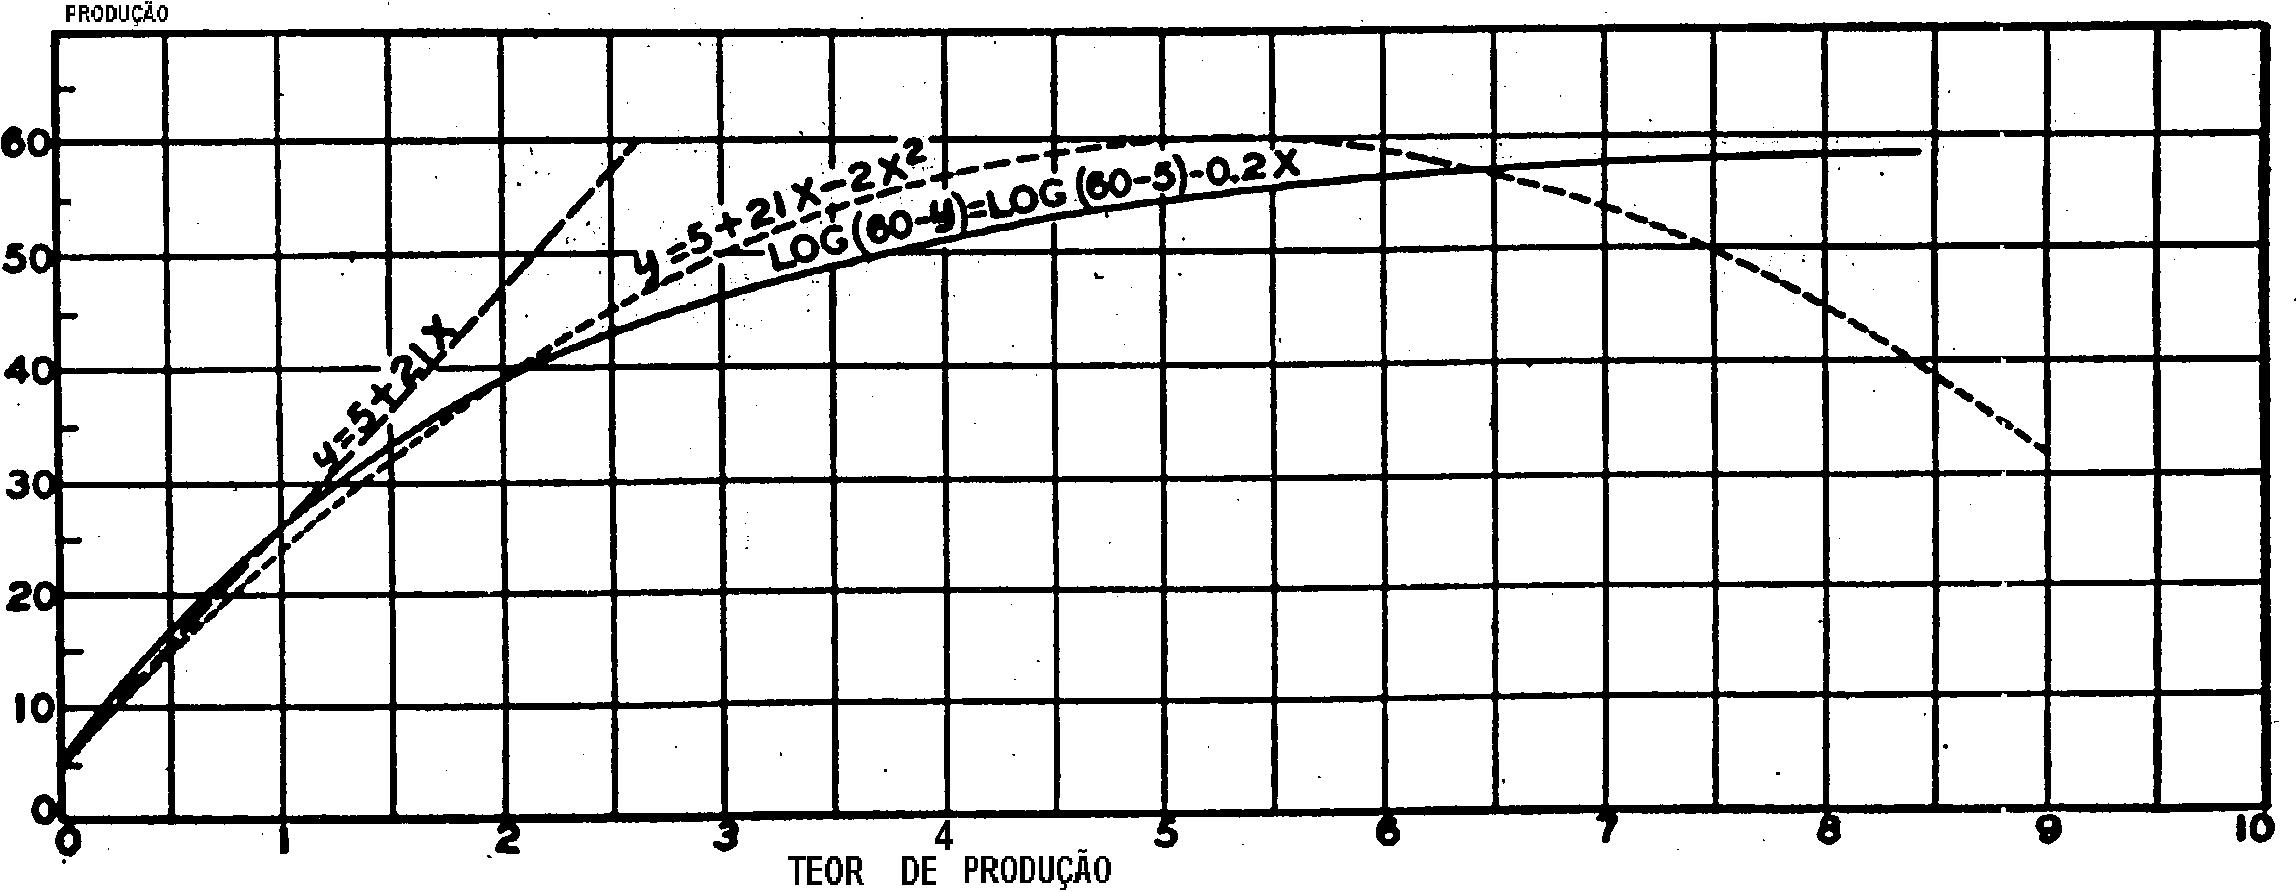 PRODUÇÃO
60
50
40
30
20
10
0
y=5+21X
y=5+21X-2X²
LOG(60-y)=LOG(60-5)-0.2X
0 1 2 3 4 5 6 7 8 9 10
TEOR DE PRODUÇÃO